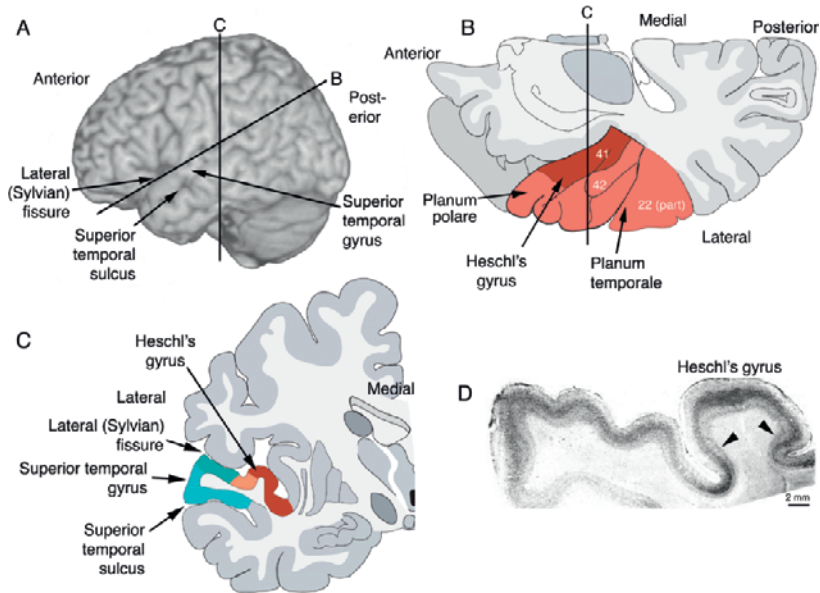 A
C
B
Anterior
Post-
erior
Lateral
(Sylvian)
fissure
Superior
temporal
sulcus
Superior
temporal
gyrus
B
C
Medial
Posterior
Anterior
41
42
22 (part)
Planum
polare
Heschl's
gyrus
Planum
temporale
Lateral
C
Heschl's
gyrus
Lateral
Medial
Lateral (Sylvian)
fissure
Superior temporal
gyrus
Superior
temporal
sulcus
D
Heschl's gyrus
2 mm